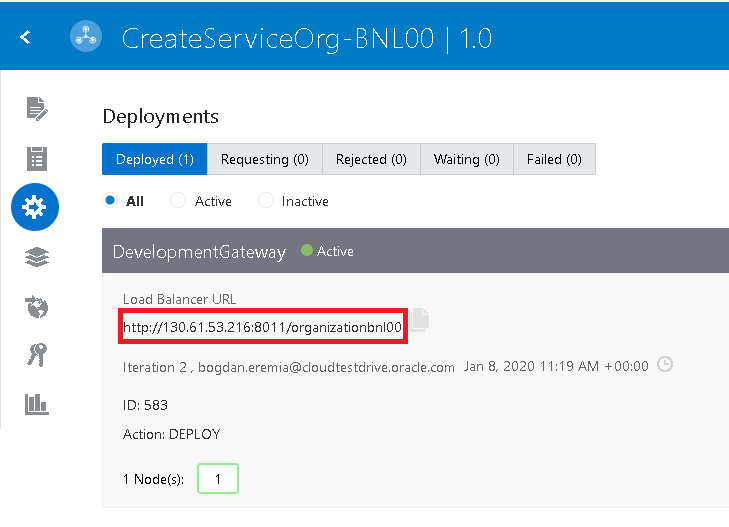 CreateServiceOrg-BNL00 | 1.0
Deployments
Deployed (1) Requesting (0) Rejected (0) Waiting (0) Failed (0)
All Active Inactive
DevelopmentGateway Active
Load Balancer URL
http://130.61.53.216:8011/organizationbnl00
Iteration 2 , bogdan.eremia@cloudtestdrive.oracle.com Jan 8, 2020 11:19 AM +00:00
ID: 583
Action: DEPLOY
1 Node(s): 1